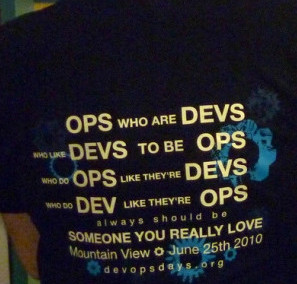 OPS WHO ARE DEVS
WHO LIKE DEVS TO BE OPS
WHO DO OPS LIKE THEY'RE DEVS
WHO DO DEV LIKE THEY'RE OPS
always should be
SOMEONE YOU REALLY LOVE
Mountain View ✪ June 25th 2010
devopsdays.org